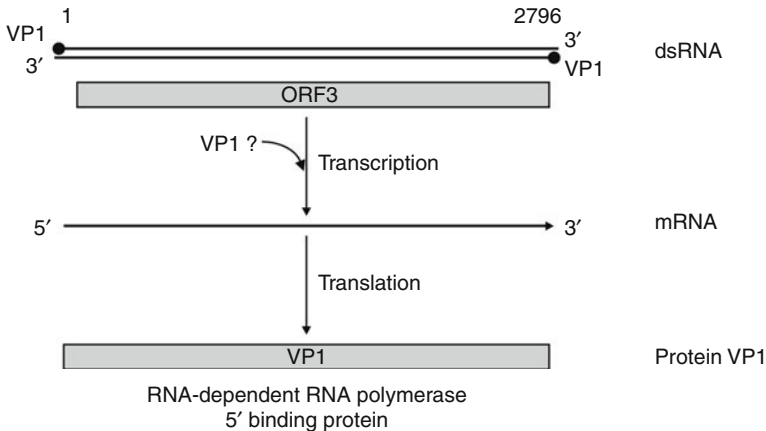 1 2796
VP1 3′
3′ VP1 dsRNA
ORF3
VP1 ? Transcription
5′ 3′ mRNA
Translation
VP1 Protein VP1
RNA-dependent RNA polymerase
5′ binding protein